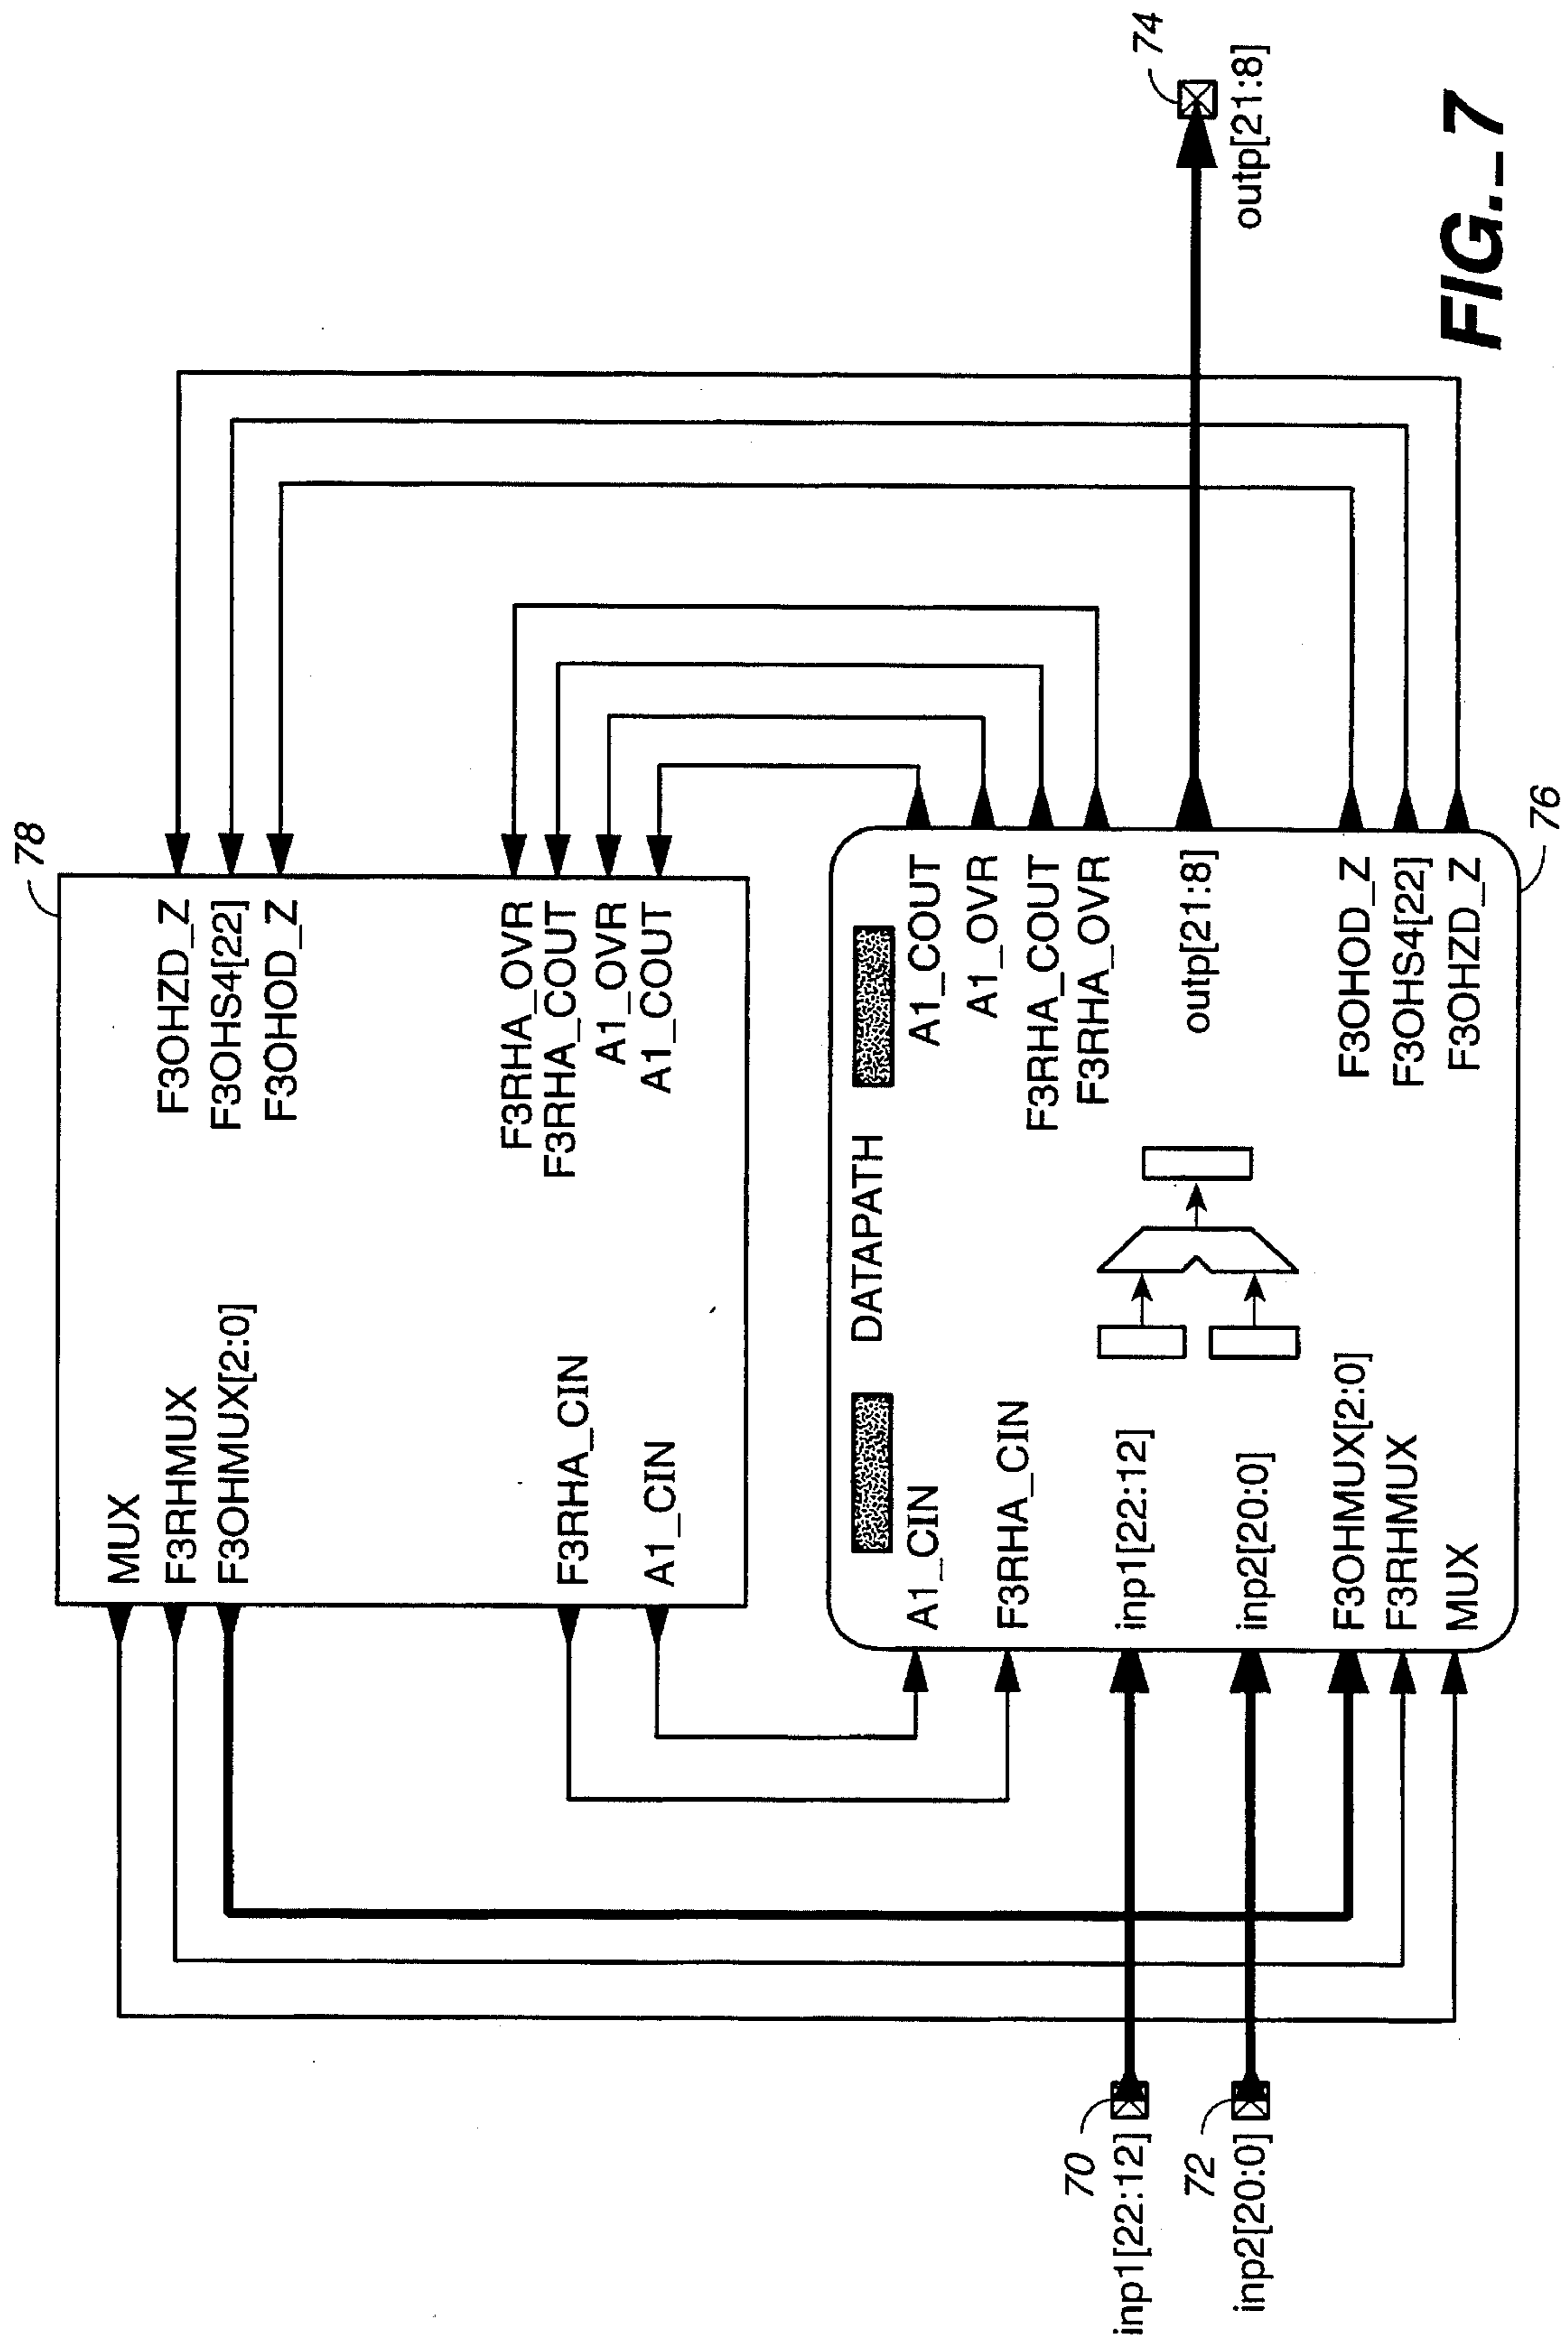 78
MUX
F3RHMUX
F3OHMUX[2:0]
F3RHA_CIN
A1_CIN
F3OHZD_Z
F3OHS4[22]
F3OHOD_Z
F3RHA_OVR
F3RHA_COUT
A1_OVR
A1_COUT
DATAPATH
A1_CIN
F3RHA_CIN
inp1[22:12]
inp2[20:0]
F3OHMUX[2:0]
F3RHMUX
MUX
A1_COUT
A1_OVR
F3RHA_COUT
F3RHA_OVR
outp[21:8]
F3OHOD_Z
F3OHS4[22]
F3OHZD_Z
76
70
inp1[22:12]
72
inp2[20:0]
74
outp[21:8]
FIG._7